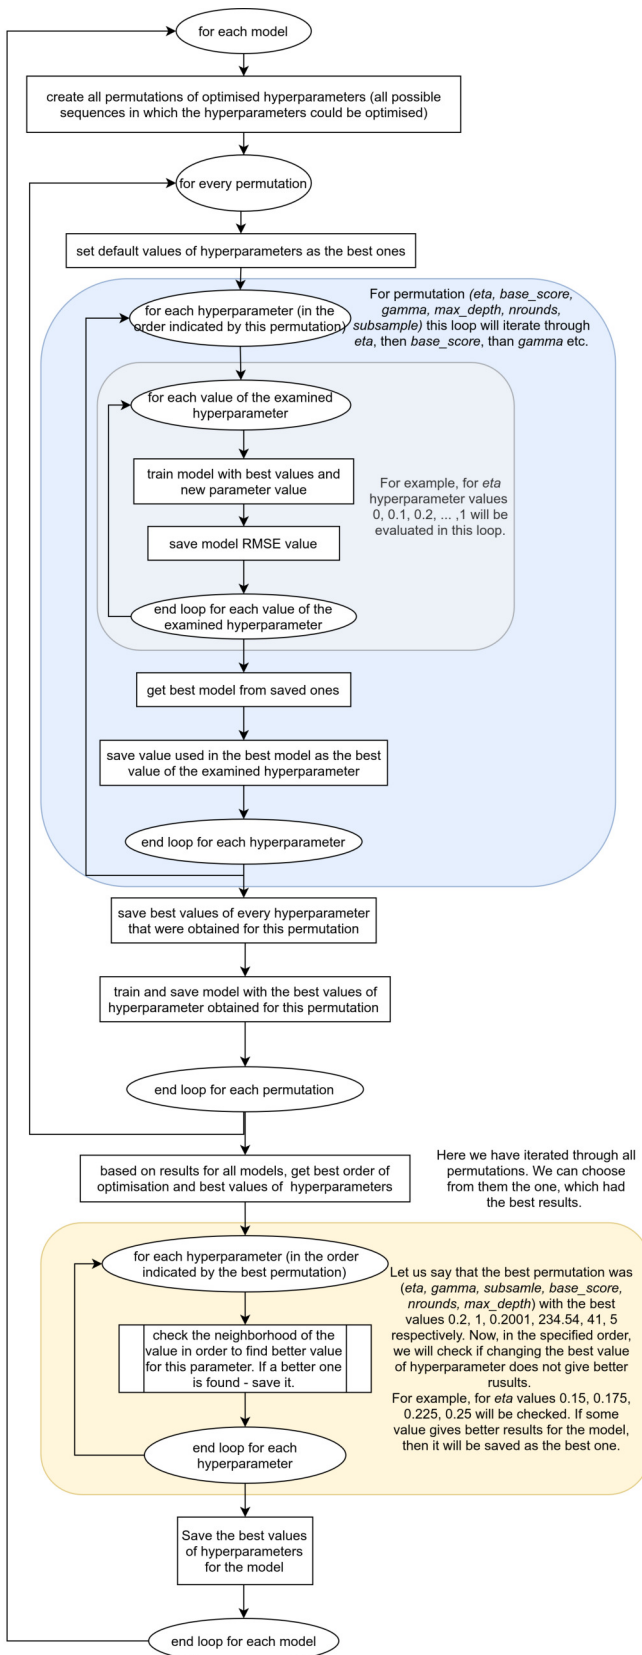 for each model
create all permutations of optimised hyperparameters (all possible
sequences in which the hyperparameters could be optimised)
for every permutation
set default values of hyperparameters as the best ones
for each hyperparameter (in the
order indicated by this permutation)
For permutation (eta, base_score,
gamma, max_depth, nrounds,
subsample) this loop will iterate through
eta, then base_score, than gamma etc.
for each value of the examined
hyperparameter
train model with best values and
new parameter value
For example, for eta
hyperparameter values
0, 0.1, 0.2, ... ,1 will be
evaluated in this loop.
save model RMSE value
end loop for each value of the
examined hyperparameter
get best model from saved ones
save value used in the best model as the best
value of the examined hyperparameter
end loop for each hyperparameter
save best values of every hyperparameter
that were obtained for this permutation
train and save model with the best values of
hyperparameter obtained for this permutation
end loop for each permutation
based on results for all models, get best order of
optimisation and best values of hyperparameters
Here we have iterated through all
permutations. We can choose
from them the one, which had
the best results.
for each hyperparameter (in the order
indicated by the best permutation)
Let us say that the best permutation was
(eta, gamma, subsamle, base_score,
nrounds, max_depth) with the best
values 0.2, 1, 0.2001, 234.54, 41, 5
respectively. Now, in the specified order,
we will check if changing the best value
of hyperparameter does not give better
rusults.
For example, for eta values 0.15, 0.175,
0.225, 0.25 will be checked. If some
value gives better results for the model,
then it will be saved as the best one.
check the neighborhood of the
value in order to find better value
for this parameter. If a better one
is found - save it.
end loop for each
hyperparameter
Save the best values
of hyperparameters
for the model
end loop for each model